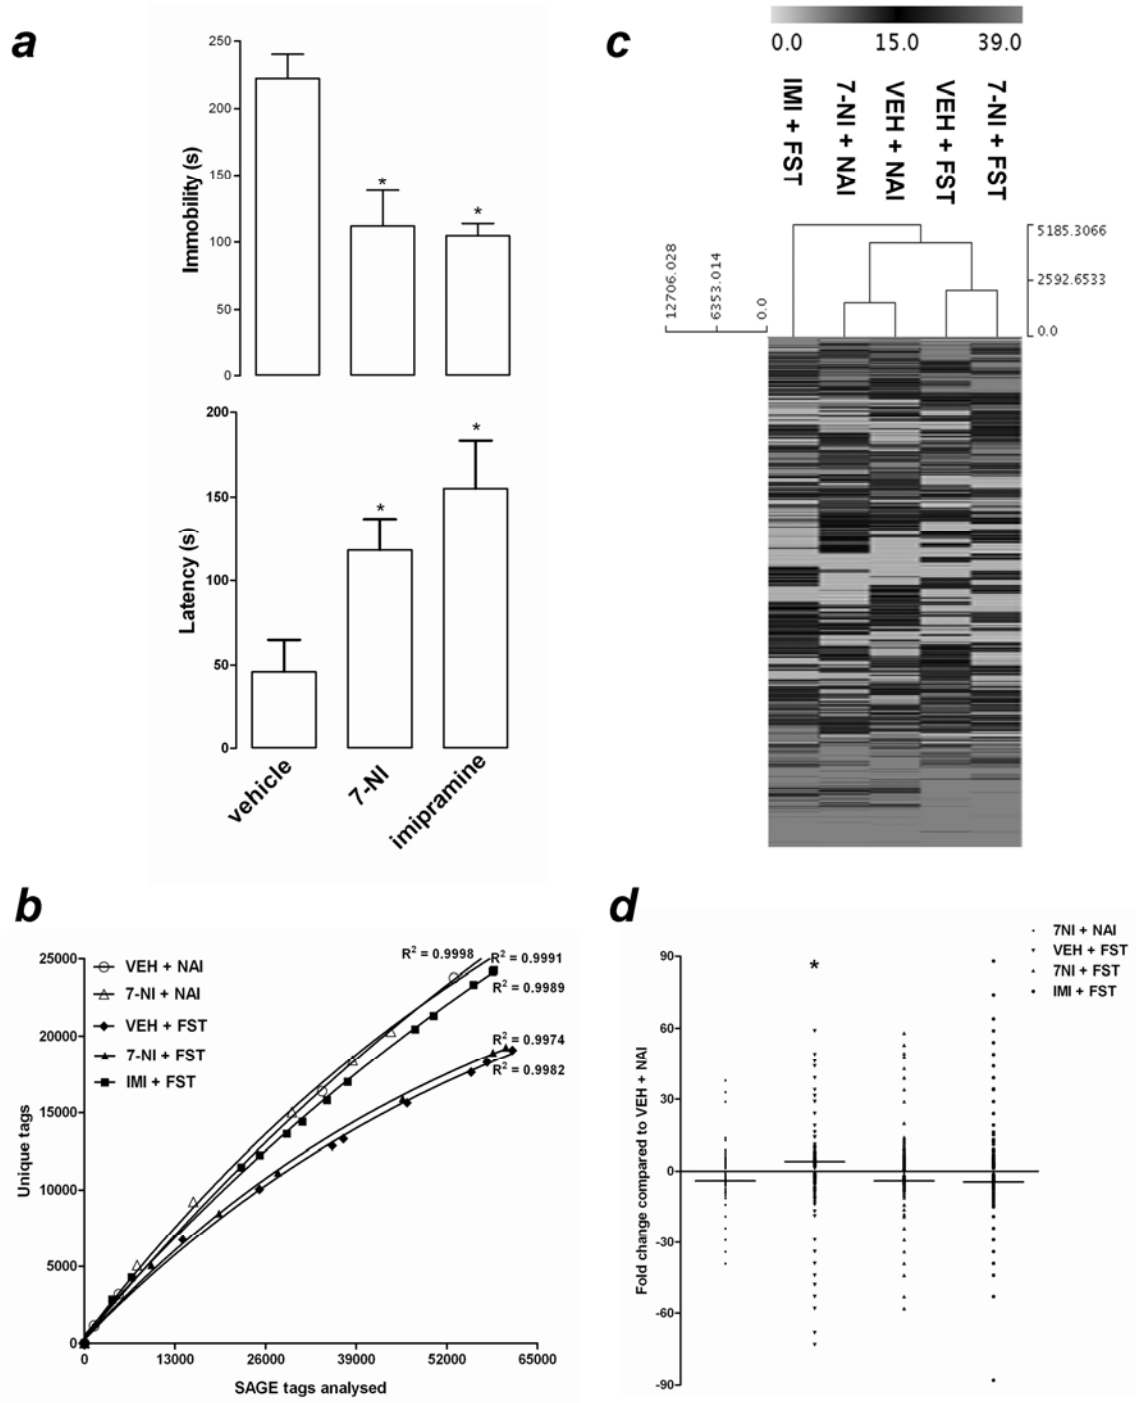 a
250
200
150
100
50
0
Immobility (s)
*
*
200
150
100
50
0
Latency (s)
*
*
vehicle
7-NI
imipramine
c
0.0 15.0 39.0
IMI + FST
7-NI + NAI
VEH + NAI
VEH + FST
7-NI + FST
12706.028
6353.014
0.0
5185.3066
2592.6533
0.0
b
25000
20000
15000
10000
5000
0
Unique tags
VEH + NAI
7-NI + NAI
VEH + FST
7-NI + FST
IMI + FST
R² = 0.9998
R² = 0.9991
R² = 0.9989
R² = 0.9974
R² = 0.9982
0 13000 26000 39000 52000 65000
SAGE tags analysed
d
7NI + NAI
VEH + FST
7NI + FST
IMI + FST
90
60
30
0
-30
-60
-90
Fold change compared to VEH + NAI
*